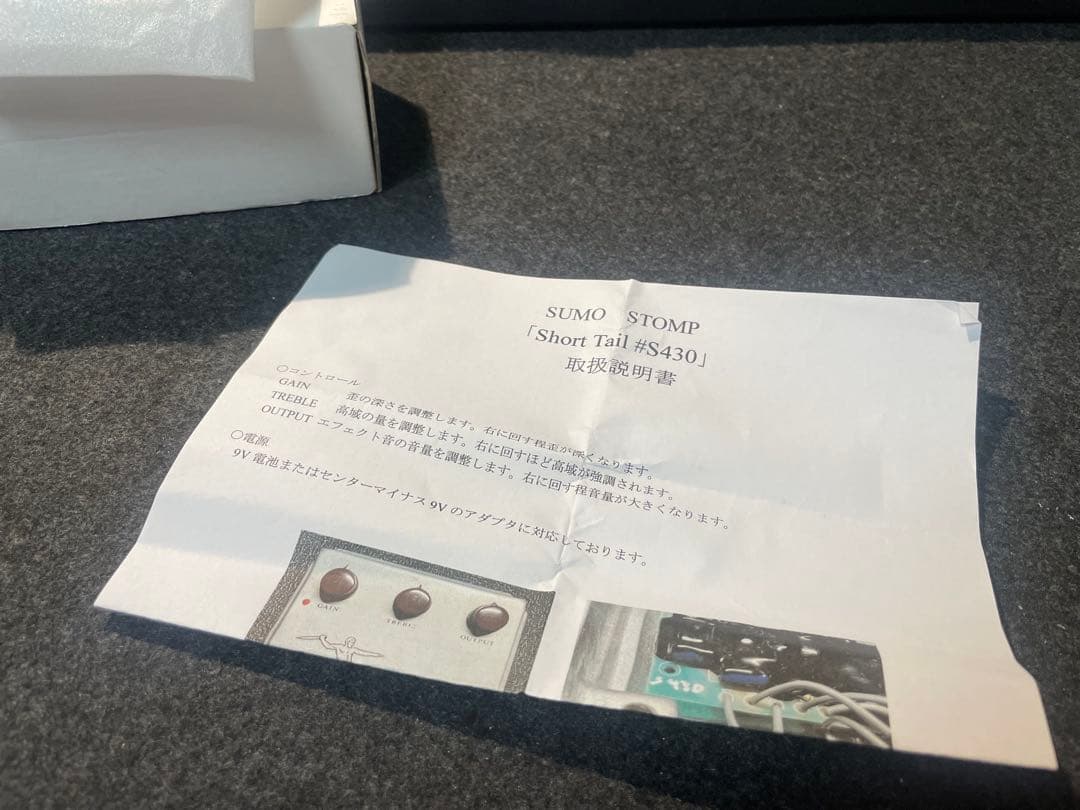 SUMO STOMP
「Short Tail #S430」
取扱説明書
〇コントロール
GAIN 歪の深さを調整します。右に回す程歪が深くなります。
TREBLE 高域の量を調整します。右に回すほど高域が強調されます。
OUTPUT エフェクト音の音量を調整します。右に回す程音量が大きくなります。
〇電源
9V 電池またはセンターマイナス 9V のアダプタに対応しております。
GAIN
TREBLE
OUTPUT
S430